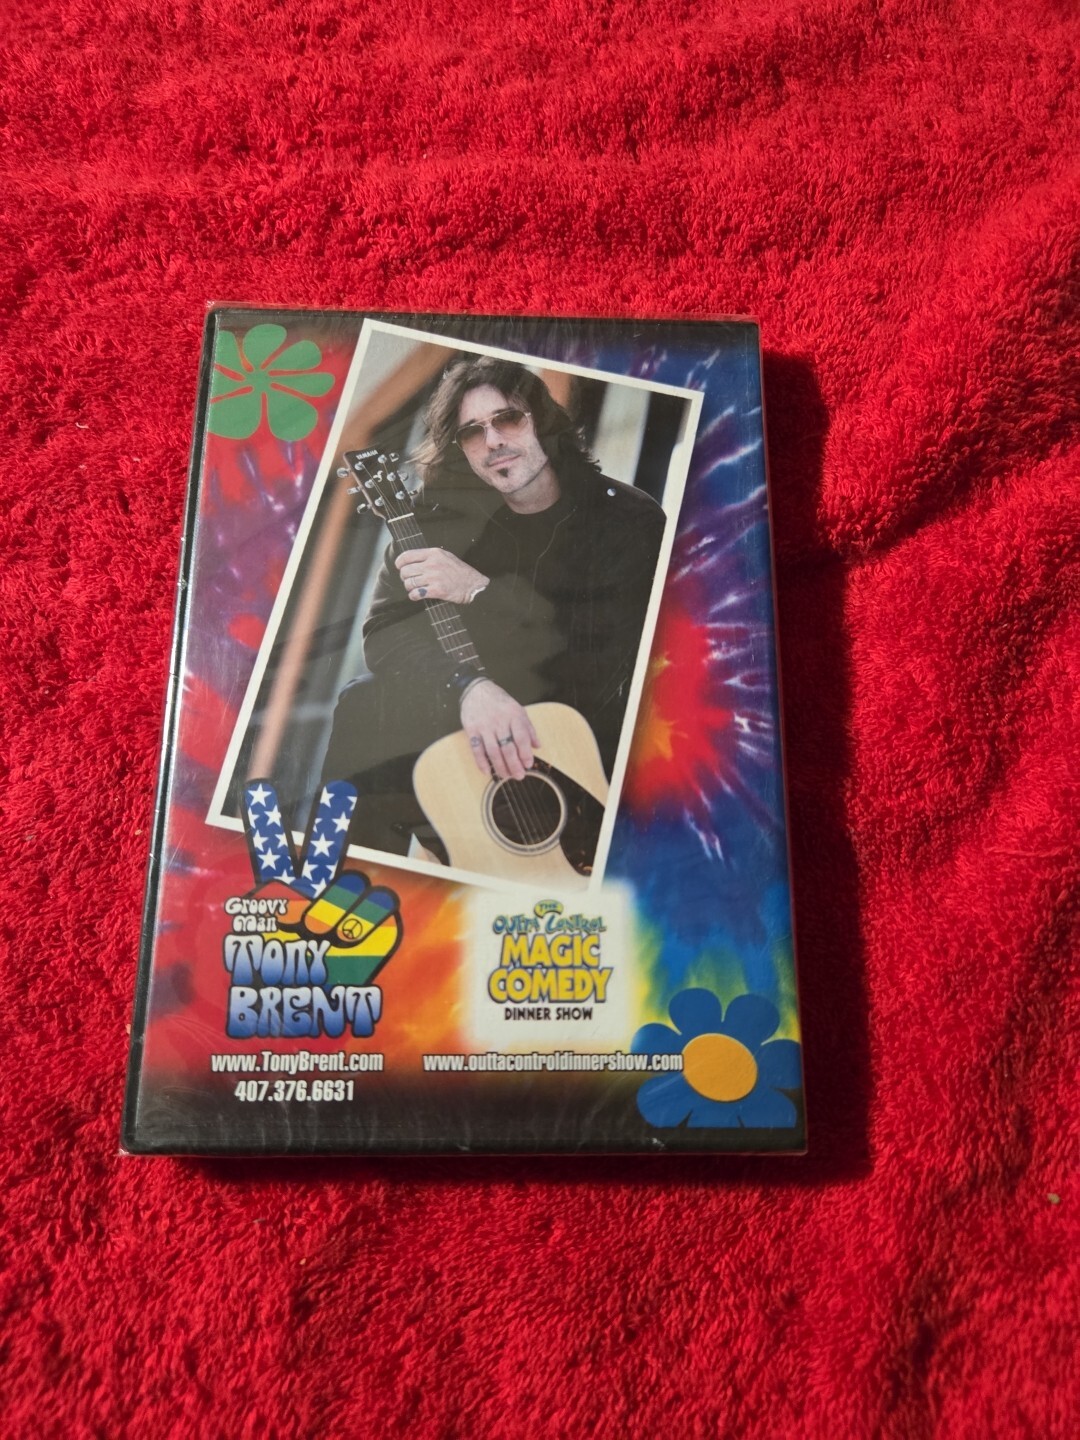 YAMAHA
Groovy
Man
Tony
Brent
THE
Outta Control
MAGIC
COMEDY
DINNER SHOW
www.TonyBrent.com
www.outtacontroldinnershow.com
407.376.6631